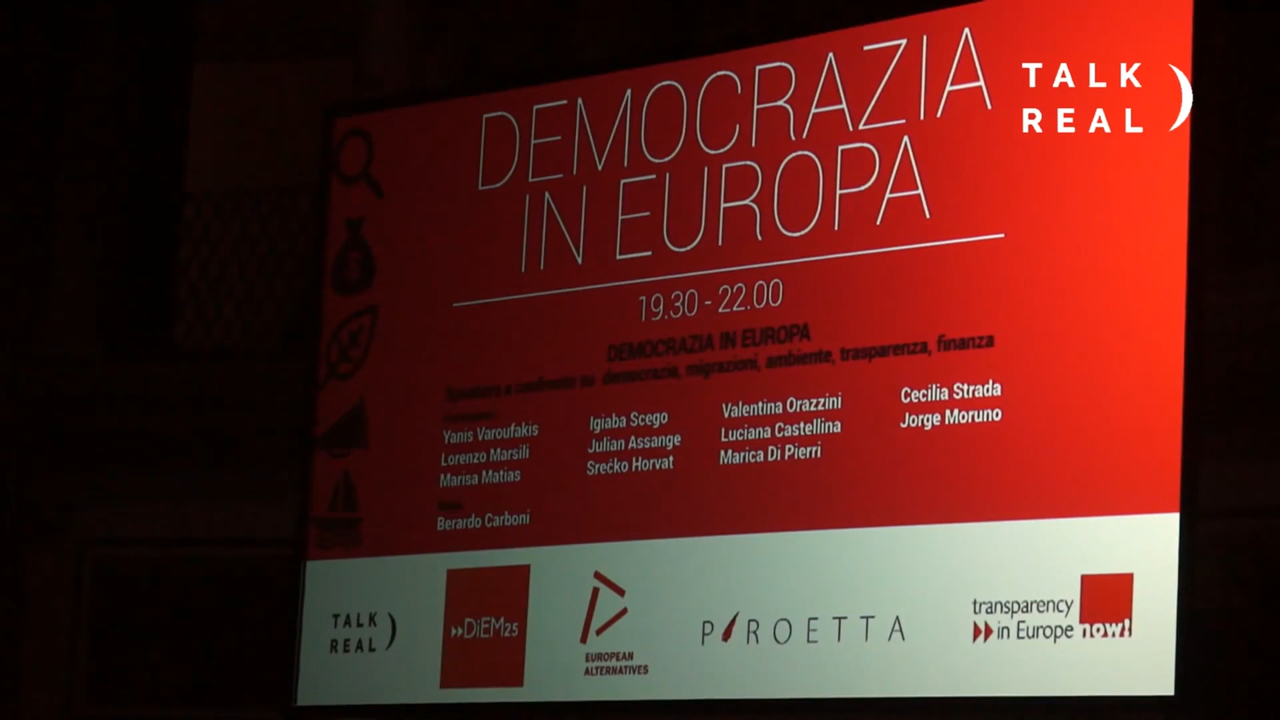 TALK
REAL
DEMOCRAZIA
IN EUROPA
19.30 - 22.00
DEMOCRAZIA IN EUROPA
a confronto su democrazia, migrazioni, ambiente, trasparenza, finanza
Yanis Varoufakis
Lorenzo Marsili
Marisa Matias
Igiaba Scego
Julian Assange
Srećko Horvat
Valentina Orazzini
Luciana Castellina
Marica Di Pierri
Cecilia Strada
Jorge Moruno
Berardo Carboni
TALK
REAL
DiEM25
EUROPEAN
ALTERNATIVES
PIROETTA
transparency
in Europe now!